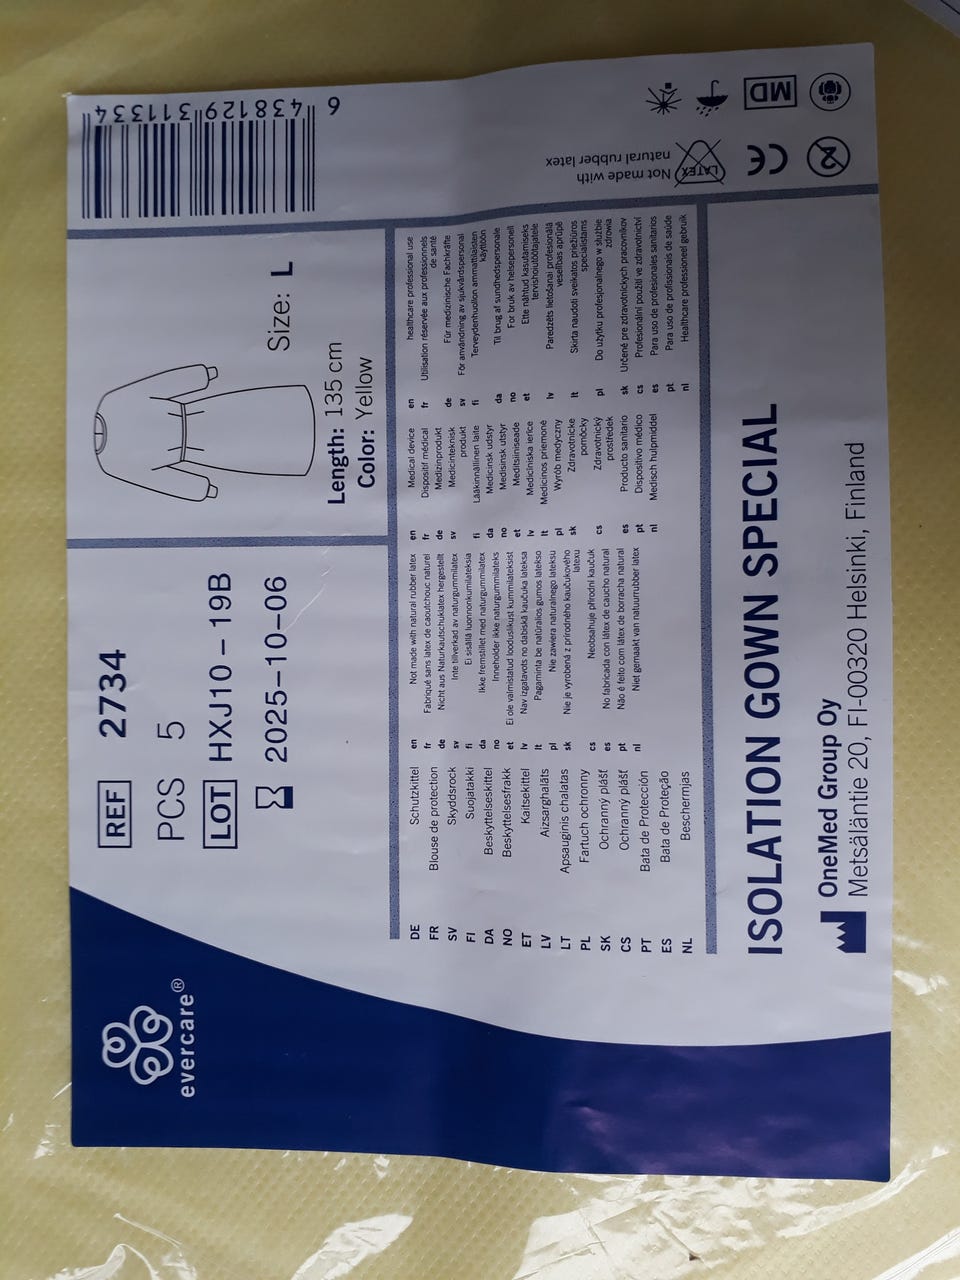 evercare®
REF 2734
PCS 5
LOT HXJ10 – 19B
2025–10–06
Size: L
Length: 135 cm
Color: Yellow
6 438129 311334
DE Schutzkittel
FR Blouse de protection
SV Skyddsrock
FI Suojatakki
DA Beskyttelseskittel
NO Beskyttelsesfrakk
ET Kaitsekittel
LV Aizsarghalāts
LT Apsauginis chalatas
PL Fartuch ochronny
SK Ochranný plášť
CS Ochranný plášť
PT Bata de Protección
ES Bata de Proteção
NL Beschermjas
en Not made with natural rubber latex
fr Fabriqué sans latex de caoutchouc naturel
de Nicht aus Naturkautschuklatex hergestellt
sv Inte tillverkad av naturgummilatex
fi Ei sisällä luonnonkumilateksia
da Ikke fremstillet med naturgummilatex
no Inneholder ikke naturgummilateks
et Ei ole valmistatud looduslikust kummilateksist
lv Nav izgatavots no dabiskā kaučuka lateksa
lt Pagaminta be natūralios gumos latekso
pl Nie zawiera naturalnego lateksu
sk Nie je vyrobená z prírodného kaučukového
latexu
cs Neobsahuje přírodní kaučuk
es No fabricada con látex de caucho natural
pt Não é feito com látex de borracha natural
nl Niet gemaakt van natuurrubber latex
en Medical device
fr Dispositif médical
de Medizinprodukt
sv Medicinteknisk
produkt
fi Lääkinnällinen laite
da Medicinsk udstyr
no Medisinsk utstyr
et Meditsiiniseade
lv Medicīniska ierīce
lt Medicinos priemonė
pl Wyrób medyczny
sk Zdravotnícke
pomôcky
cs Zdravotnický
prostředek
es Producto sanitario
pt Dispositivo médico
nl Medisch hulpmiddel
en healthcare professional use
fr Utilisation réservée aux professionnels
de santé
de Für medizinische Fachkräfte
sv För användning av sjukvårdspersonal
fi Terveydenhuollon ammattilaisten
käyttöön
da Til brug af sundhedspersonale
no For bruk av helsepersonell
et Ette nähtud kasutamiseks
tervishoiutöötajatele
lv Paredzēts lietošanai profesionālā
veselības aprūpē
lt Skirta naudoti sveikatos priežiūros
specialistams
pl Do użytku profesjonalnego w służbie
zdrowia
sk Určené pre zdravotníckych pracovníkov
cs Profesionální použití ve zdravotnictví
es Para uso de profesionales sanitarios
pt Para uso de profissionais de saúde
nl Healthcare professioneel gebruik
Not made with
natural rubber latex
LATEX
CE
MD
2
ISOLATION GOWN SPECIAL
OneMed Group Oy
Metsäläntie 20, FI-00320 Helsinki, Finland